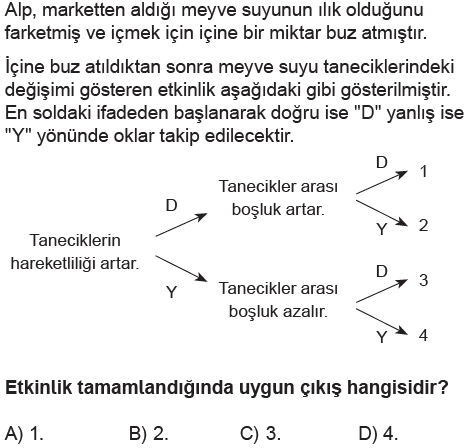 Alp, marketten aldığı meyve suyunun ılık olduğunu
farketmiş ve içmek için içine bir miktar buz atmıştır.
İçine buz atıldıktan sonra meyve suyu taneciklerindeki
değişimi gösteren etkinlik aşağıdaki gibi gösterilmiştir.
En soldaki ifadeden başlanarak doğru ise "D" yanlış ise
"Y" yönünde oklar takip edilecektir.
Taneciklerin
hareketliliği artar.
D
Y
Tanecikler arası
boşluk artar.
D
1
Y
2
Tanecikler arası
boşluk azalır.
D
3
Y
4
Etkinlik tamamlandığında uygun çıkış hangisidir?
A) 1. B) 2. C) 3. D) 4.